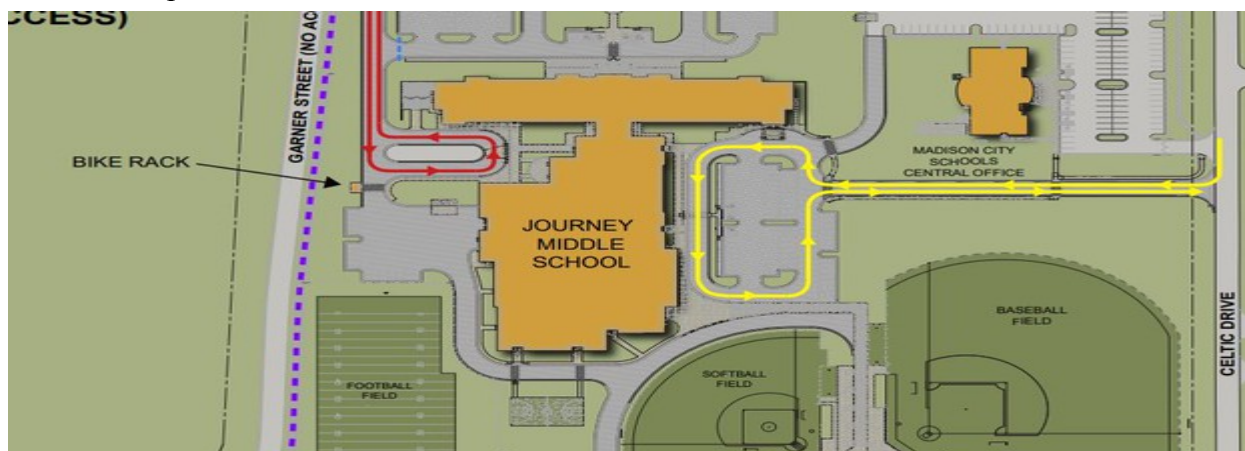 CCESS)
GARNER STREET (NO AC
BIKE RACK
JOURNEY
MIDDLE
SCHOOL
MADISON CITY
SCHOOLS
CENTRAL OFFICE
BASEBALL
FIELD
SOFTBALL
FIELD
FOOTBALL
FIELD
CELTIC DRIVE